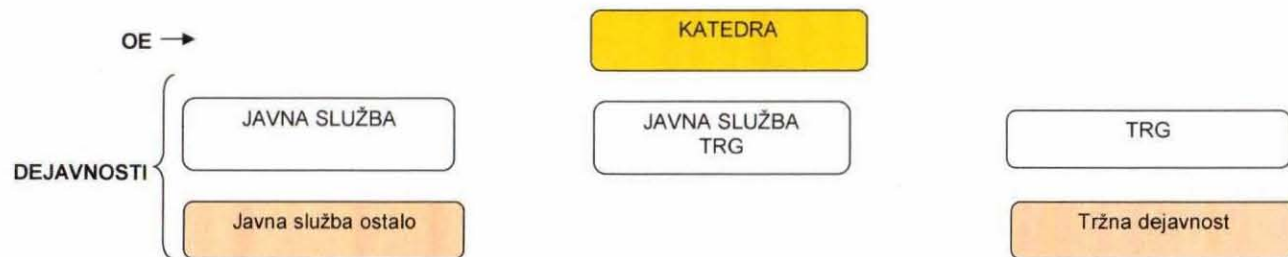 OE →
KATEDRA
DEJAVNOSTI
JAVNA SLUŽBA
JAVNA SLUŽBA
TRG
TRG
Javna služba ostalo
Tržna dejavnost